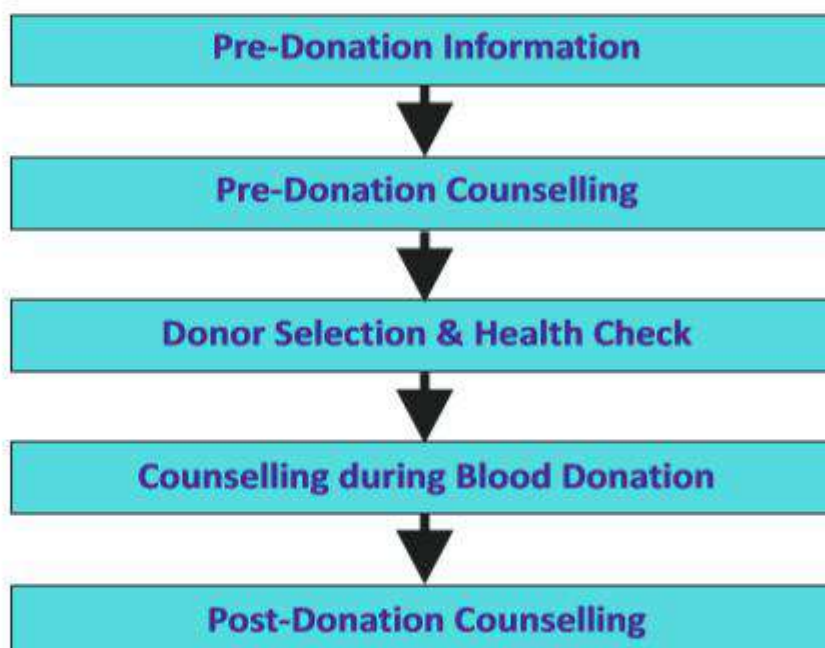 Pre-Donation Information
Pre-Donation Counselling
Donor Selection & Health Check
Counselling during Blood Donation
Post-Donation Counselling